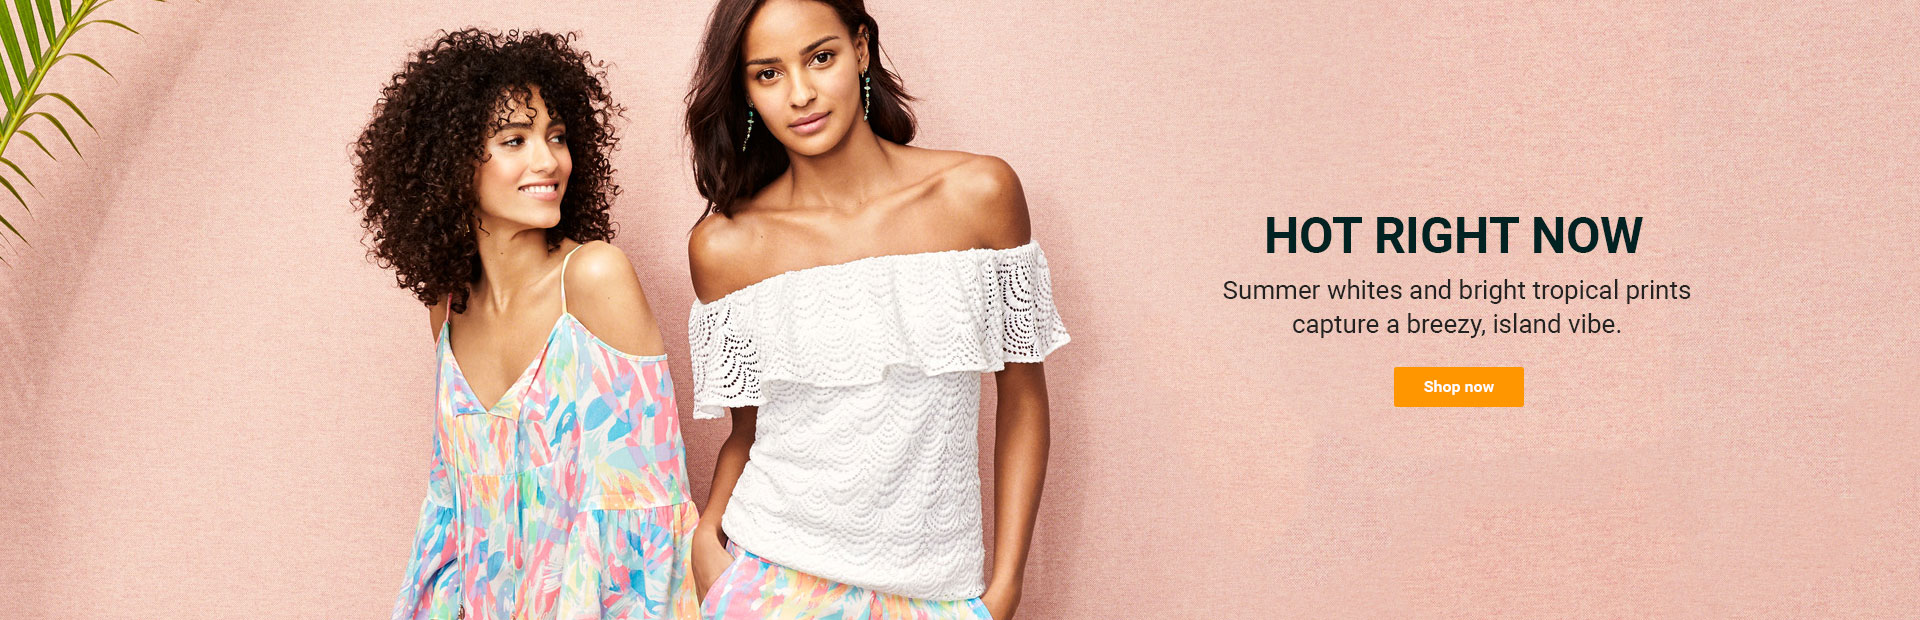 HOT RIGHT NOW
Summer whites and bright tropical prints
capture a breezy, island vibe.
Shop now